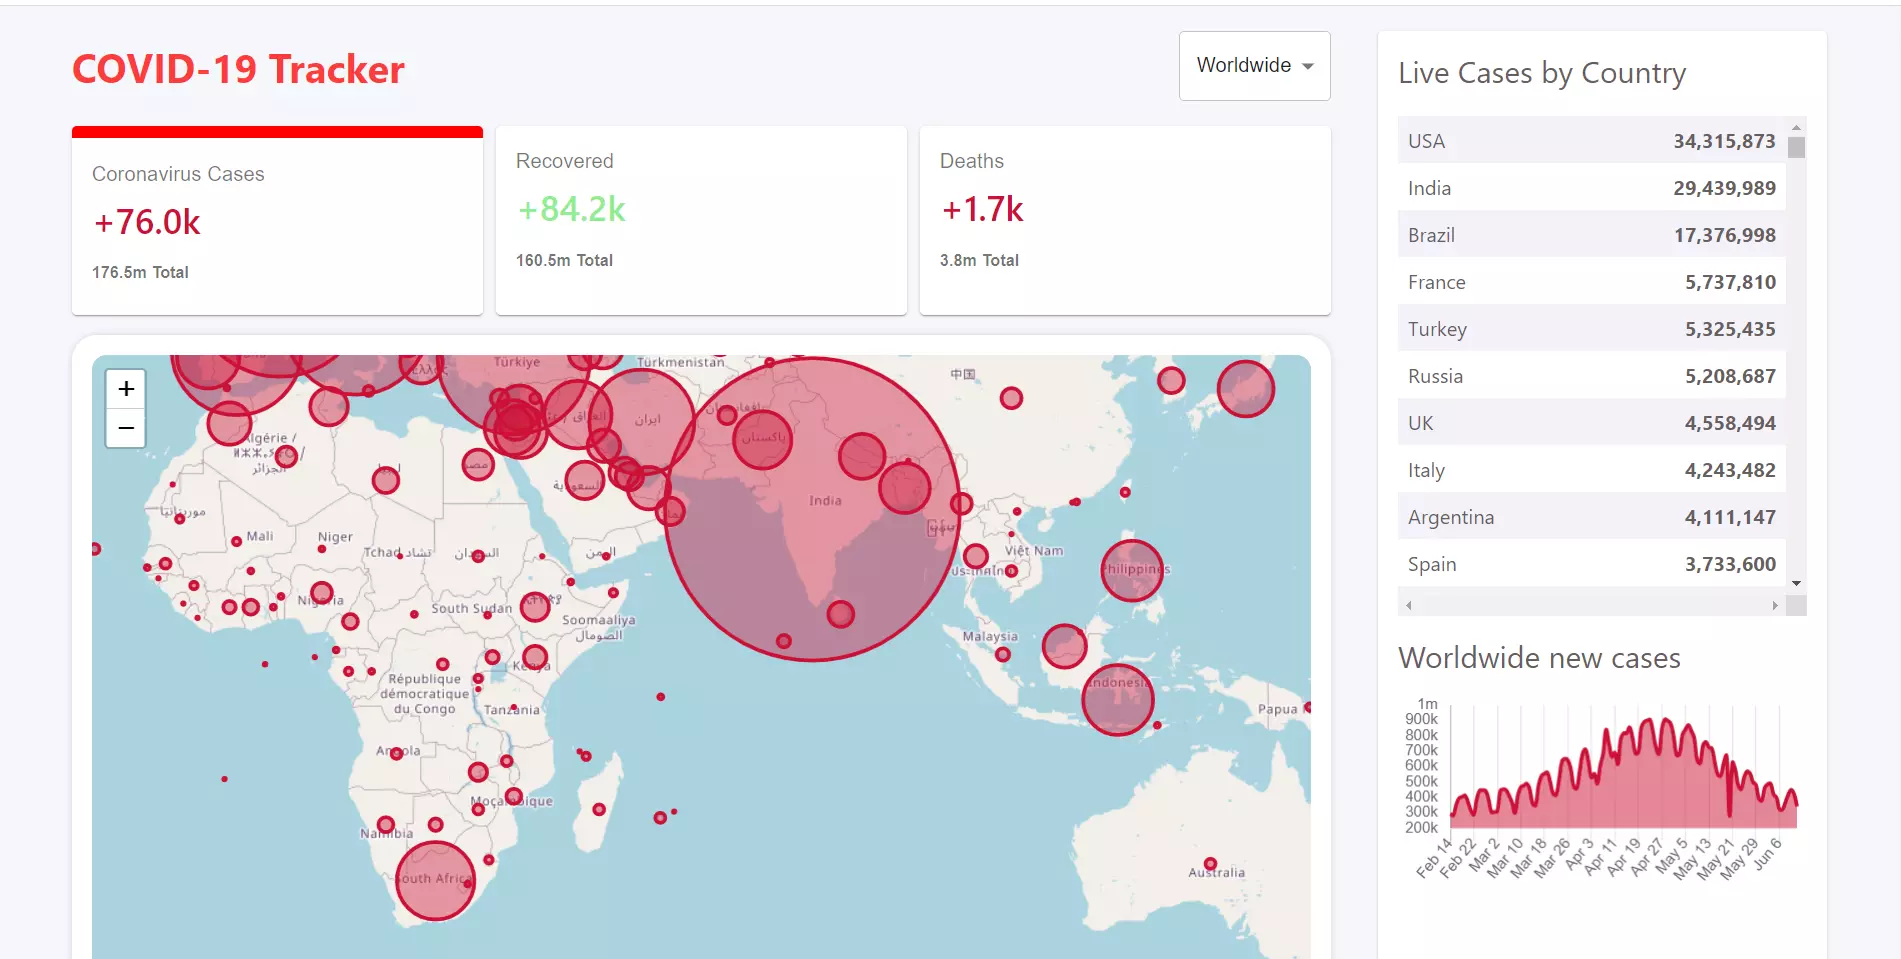 COVID-19 Tracker
Worldwide
Coronavirus Cases
+76.0k
176.5m Total
Recovered
+84.2k
160.5m Total
Deaths
+1.7k
3.8m Total
+
−
Türkiye
Türkmenistan
中国
ایران
پاکستان
India
Algérie /
الجزائر
موريتانيا
Mali
Niger
Tchad تشاد
السودان
اليمن
السعودية
Việt Nam
Philippines
Nigeria
South Sudan
Soomaaliya
الصومال
Malaysia
Kenya
République
démocratique
du Congo
Tanzania
Indonesia
Papua
Angola
Moçambique
Namibia
South Africa
Australia
Live Cases by Country
USA 34,315,873
India 29,439,989
Brazil 17,376,998
France 5,737,810
Turkey 5,325,435
Russia 5,208,687
UK 4,558,494
Italy 4,243,482
Argentina 4,111,147
Spain 3,733,600
Worldwide new cases
1m
900k
800k
700k
600k
500k
400k
300k
200k
Feb 14
Feb 22
Mar 2
Mar 10
Mar 18
Mar 26
Apr 3
Apr 11
Apr 19
Apr 27
May 5
May 13
May 21
May 29
Jun 6